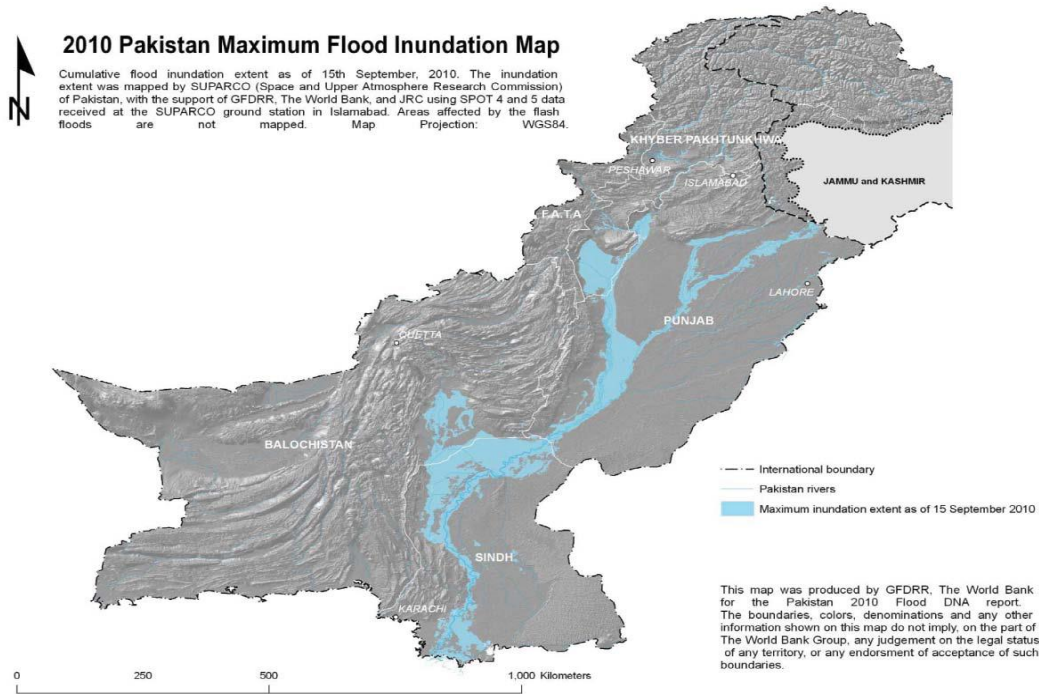 2010 Pakistan Maximum Flood Inundation Map
Cumulative flood inundation extent as of 15th September, 2010. The inundation
extent was mapped by SUPARCO (Space and Upper Atmosphere Research Commission)
of Pakistan, with the support of GFDRR, The World Bank, and JRC using SPOT 4 and 5 data
received at the SUPARCO ground station in Islamabad. Areas affected by the flash
floods are not mapped. Map Projection: WGS84.
N
KHYBER PAKHTUNKHWA
PESHAWAR
ISLAMABAD
JAMMU and KASHMIR
F.A.T.A
LAHORE
PUNJAB
QUETTA
BALOCHISTAN
International boundary
Pakistan rivers
Maximum inundation extent as of 15 September 2010
SINDH
KARACHI
This map was produced by GFDRR, The World Bank
for the Pakistan 2010 Flood DNA report.
The boundaries, colors, denominations and any other
information shown on this map do not imply, on the part of
The World Bank Group, any judgement on the legal status
of any territory, or any endorsment of acceptance of such
boundaries.
0 250 500 1,000 Kilometers